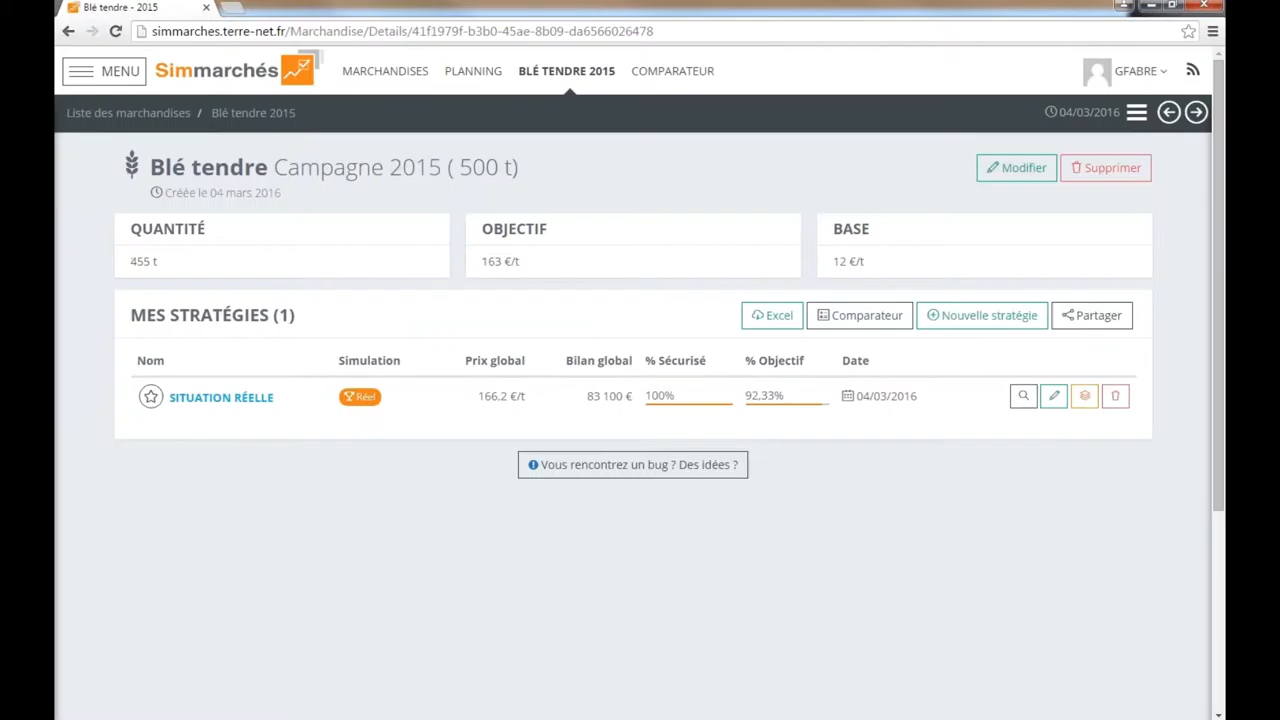 Blé tendre - 2015
simmarches.terre-net.fr/Marchandise/Details/41f1979f-b3b0-45ae-8b09-da6566026478
MENU Simmarchés MARCHANDISES PLANNING BLÉ TENDRE 2015 COMPARATEUR GFABRE
Liste des marchandises / Blé tendre 2015 04/03/2016
Blé tendre Campagne 2015 ( 500 t) Modifier Supprimer
Créée le 04 mars 2016
QUANTITÉ OBJECTIF BASE
455 t 163 €/t 12 €/t
MES STRATÉGIES (1) Excel Comparateur Nouvelle stratégie Partager
Nom Simulation Prix global Bilan global % Sécurisé % Objectif Date
SITUATION RÉELLE Réel 166.2 €/t 83 100 € 100% 92,33% 04/03/2016
Vous rencontrez un bug ? Des idées ?